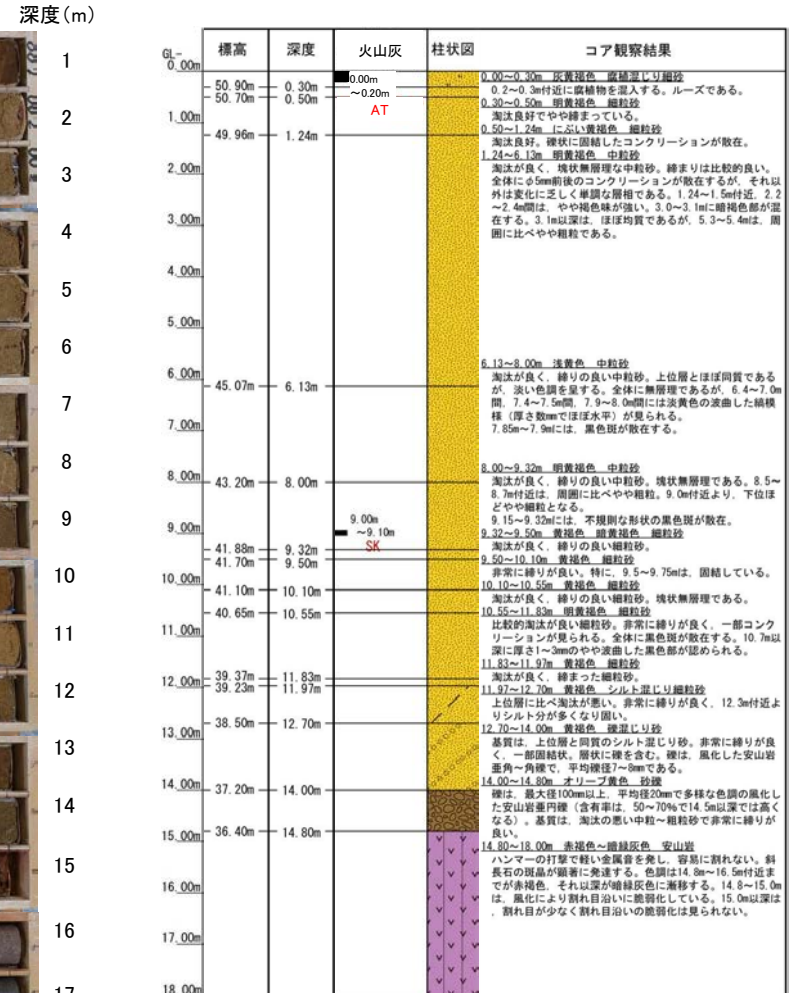 深度(m)
1
2
3
4
5
6
7
8
9
10
11
12
13
14
15
16
17
標高 深度 火山灰 柱状図 コア観察結果
GL-
0.00m
1.00m
2.00m
3.00m
4.00m
5.00m
6.00m
7.00m
8.00m
9.00m
10.00m
11.00m
12.00m
13.00m
14.00m
15.00m
16.00m
17.00m
18.00m
50.90m 0.30m
50.70m 0.50m
49.96m 1.24m
45.07m 6.13m
43.20m 8.00m
41.88m 9.32m
41.70m 9.50m
41.10m 10.10m
40.65m 10.55m
39.37m 11.83m
39.23m 11.97m
38.50m 12.70m
37.20m 14.00m
36.40m 14.80m
0.00m
～0.20m
AT
9.00m
～9.10m
SK
0.00～0.30m 灰黄褐色 腐植混じり細砂
0.2～0.3m付近に腐植物を混入する。ルーズである。
0.30～0.50m 明黄褐色 細粒砂
淘汰良好でやや締まっている。
0.50～1.24m にぶい黄褐色 細粒砂
淘汰良好。礫状に固結したコンクリーションが散在。
1.24～6.13m 明黄褐色 中粒砂
淘汰が良く、塊状無層理な中粒砂。締まりは比較的良い。
全体にφ5mm前後のコンクリーションが散在するが、それ以
外は変化に乏しく単調な層相である。1.24～1.5m付近、2.2
～2.4m間は、やや褐色味が強い。3.0～3.1mに暗褐色部が混
在する。3.1m以深は、ほぼ均質であるが、5.3～5.4mは、周
囲に比べやや粗粒である。
6.13～8.00m 浅黄色 中粒砂
淘汰が良く、締りの良い中粒砂。上位層とほぼ同質である
が、淡い色調を呈する。全体に無層理であるが、6.4～7.0m
間、7.4～7.5m間、7.9～8.0m間には淡黄色の波曲した縞模
様（厚さ数mmでほぼ水平）が見られる。
7.85m～7.9mには、黒色斑が散在する。
8.00～9.32m 明黄褐色 中粒砂
淘汰が良く、締りの良い中粒砂。塊状無層理である。8.5～
8.7m付近は、周囲に比べやや粗粒。9.0m付近より、下位ほ
どやや細粒となる。
9.15～9.32mには、不規則な形状の黒色斑が散在。
9.32～9.50m 黄褐色 暗黄褐色 細粒砂
淘汰が良く、締りの良い細粒砂。
9.50～10.10m 黄褐色 細粒砂
非常に締りが良い。特に、9.5～9.75mは、固結している。
10.10～10.55m 黄褐色 細粒砂
淘汰が良く、締りの良い細粒砂。塊状無層理である。
10.55～11.83m 明黄褐色 細粒砂
比較的淘汰が良い細粒砂。非常に締りが良く、一部コンク
リーションが見られる。全体に黒色斑が散在する。10.7m以
深に厚さ1～3mmのやや波曲した黒色部が認められる。
11.83～11.97m 黄褐色 細粒砂
淘汰が良く、締まった細粒砂。
11.97～12.70m 黄褐色 シルト混じり細粒砂
上位層に比べ淘汰が悪い。非常に締りが良く、12.3m付近よ
りシルト分が多くなり固い。
12.70～14.00m 黄褐色 礫混じり砂
基質は、上位層と同質のシルト混じり砂。非常に締りが良
く、一部固結状。層状に礫を含む。礫は、風化した安山岩
亜角～角礫で、平均礫径7～8mmである。
14.00～14.80m オリーブ黄色 砂礫
礫は、最大径100mm以上、平均径20mmで多様な色調の風化し
た安山岩亜円礫（含有率は、50～70%で14.5m以深では高く
なる）。基質は、淘汰の悪い中粒～粗粒砂で非常に締りが
良い。
14.80～18.00m 赤褐色～暗緑灰色 安山岩
ハンマーの打撃で軽い金属音を発し、容易に割れない。斜
長石の斑晶が顕著に発達する。色調は14.8m～16.5m付近ま
でが赤褐色、それ以深が暗緑灰色に漸移する。14.8～15.0m
は、風化により割れ目沿いに脆弱化している。15.0m以深は
、割れ目が少なく割れ目沿いの脆弱化は見られない。